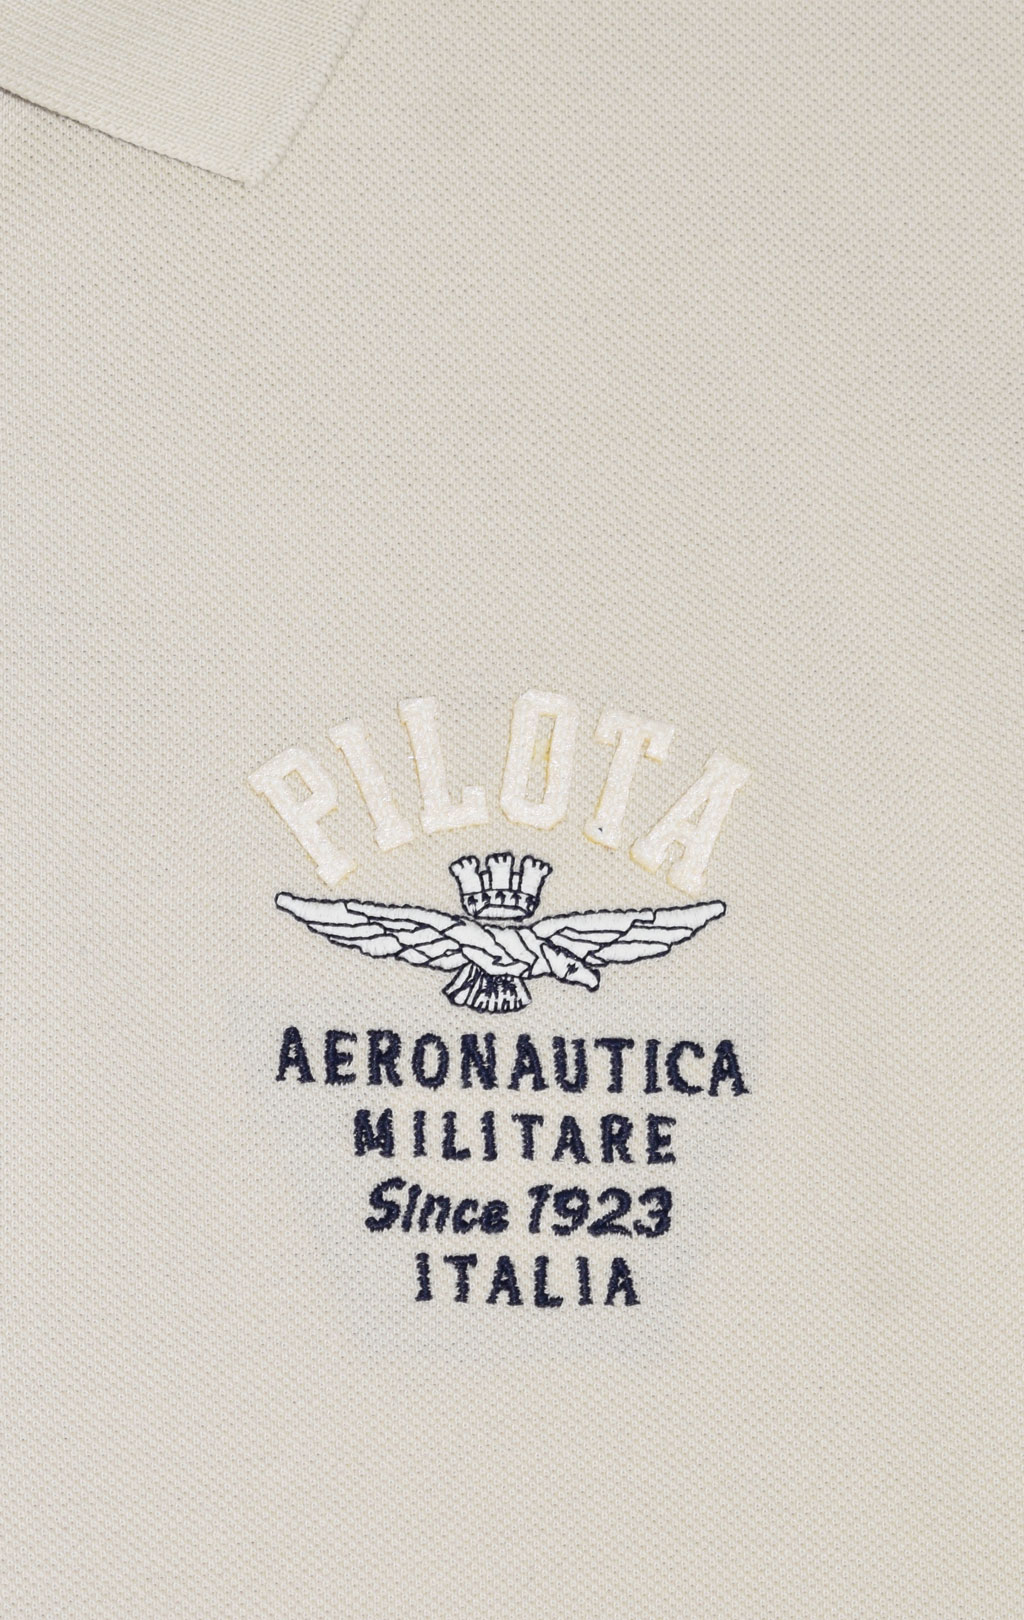 PILOTA
AERONAUTICA
MILITARE
Since 1923
ITALIA